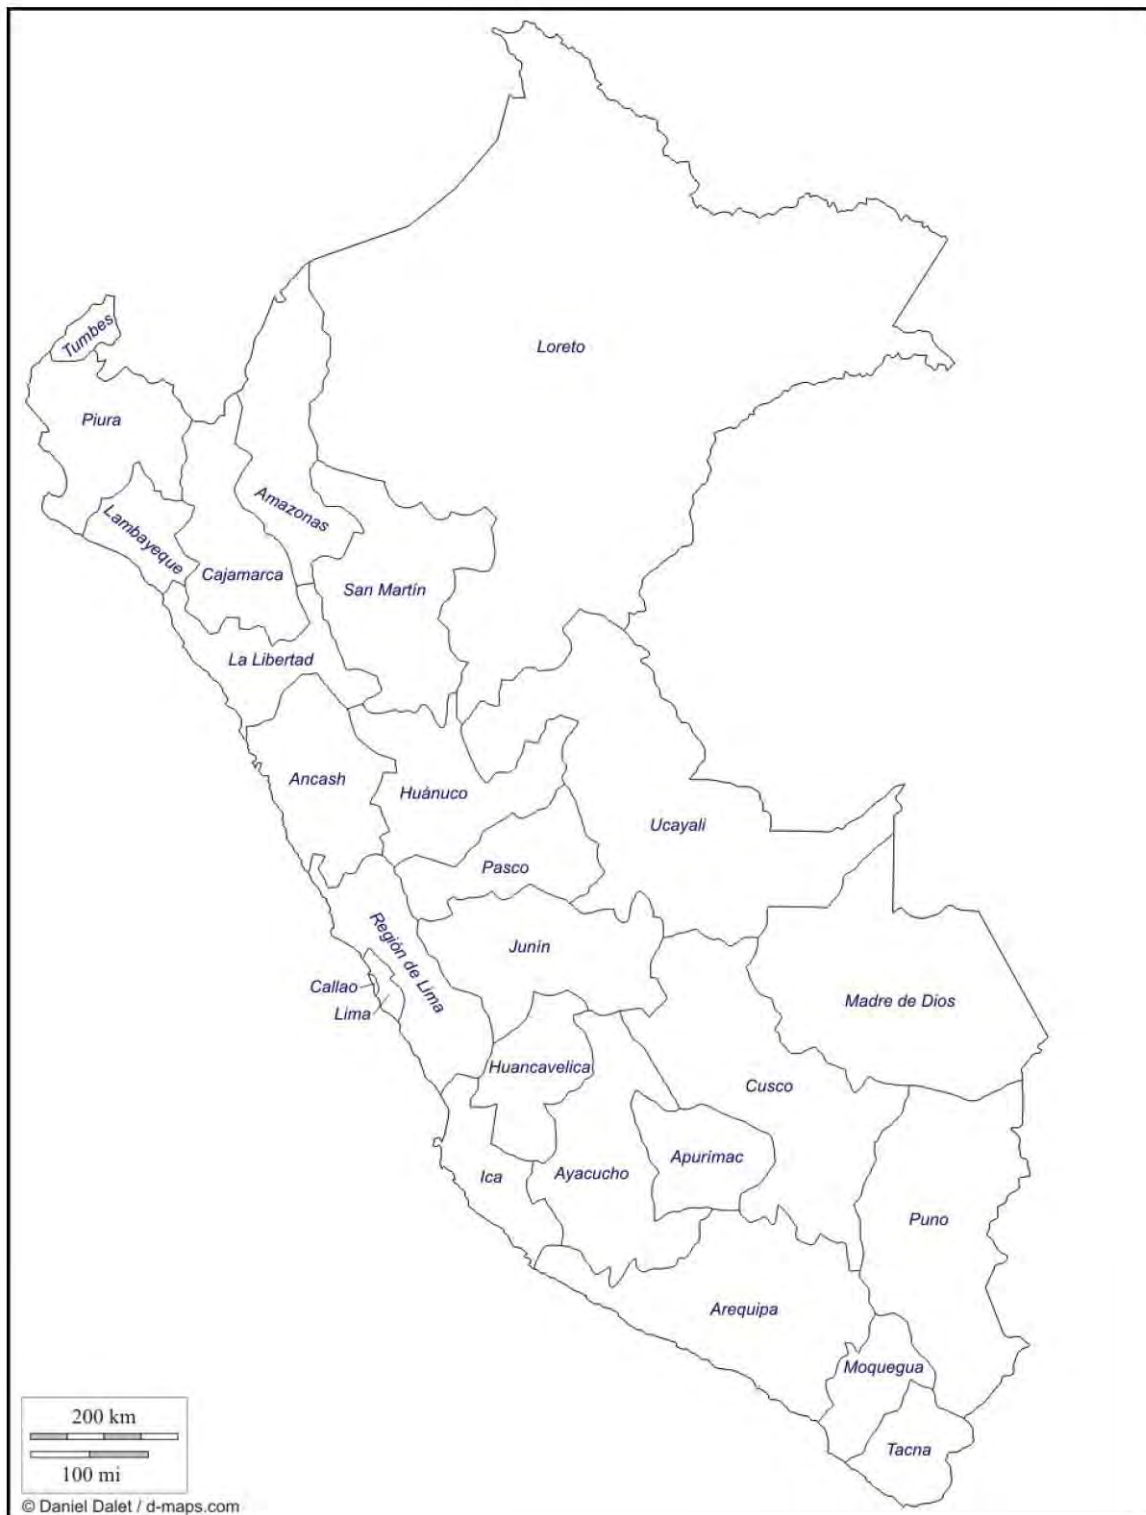 Loreto
Tumbes
Piura
Amazonas
Lambayeque
Cajamarca
San Martín
La Libertad
Ancash
Huánuco
Ucayali
Pasco
Región de Lima
Junín
Callao
Lima
Madre de Dios
Huancavelica
Cusco
Ica
Ayacucho
Apurímac
Puno
Arequipa
Moquegua
Tacna
200 km
100 mi
© Daniel Dalet / d-maps.com